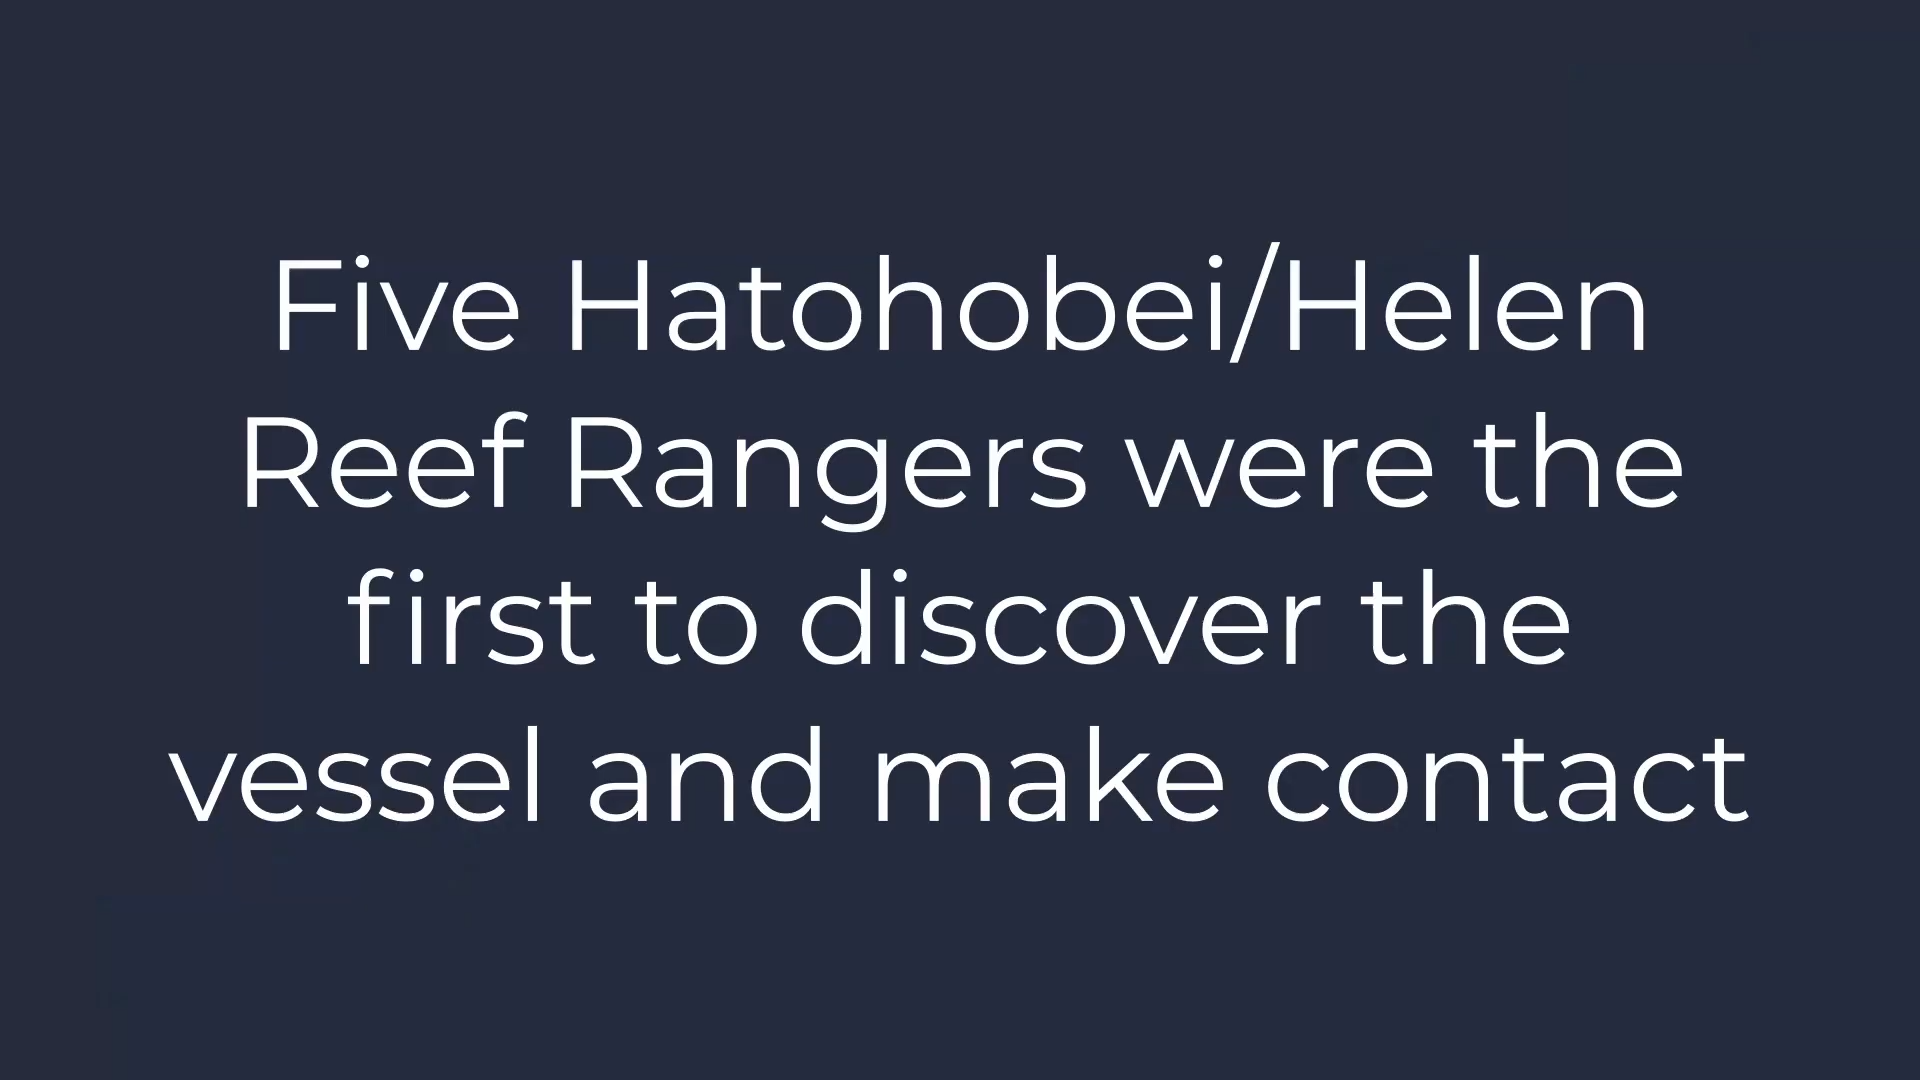 Five Hatohobei/Helen
Reef Rangers were the
first to discover the
vessel and make contact